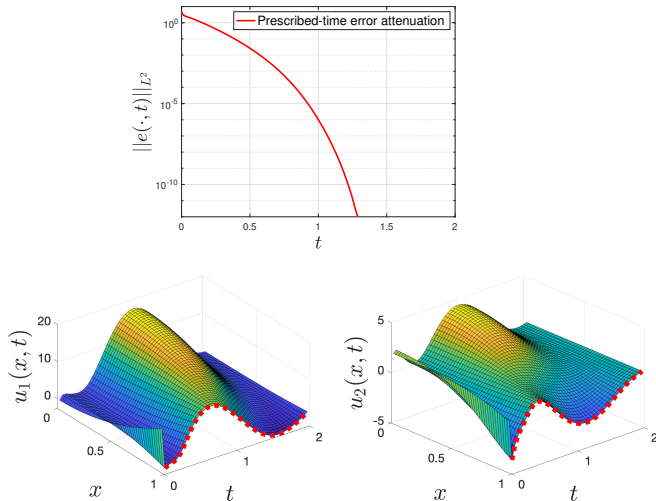 10^0
Prescribed-time error attenuation
10^-5
10^-10
||e(·, t)||_{L^2}
0 0.5 1 1.5 2
t
20
10
0
u_1(x, t)
0
0.5
1
x
0
1
2
t
5
0
-5
u_2(x, t)
0
0.5
1
x
0
1
2
t